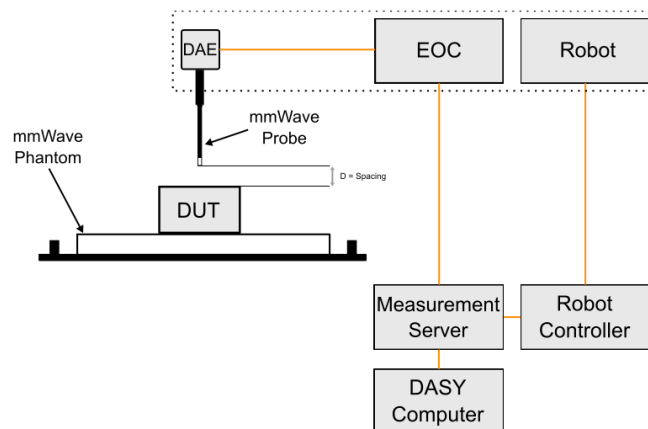 DAE
EOC
Robot
mmWave
Probe
mmWave
Phantom
D = Spacing
DUT
Measurement
Server
Robot
Controller
DASY
Computer